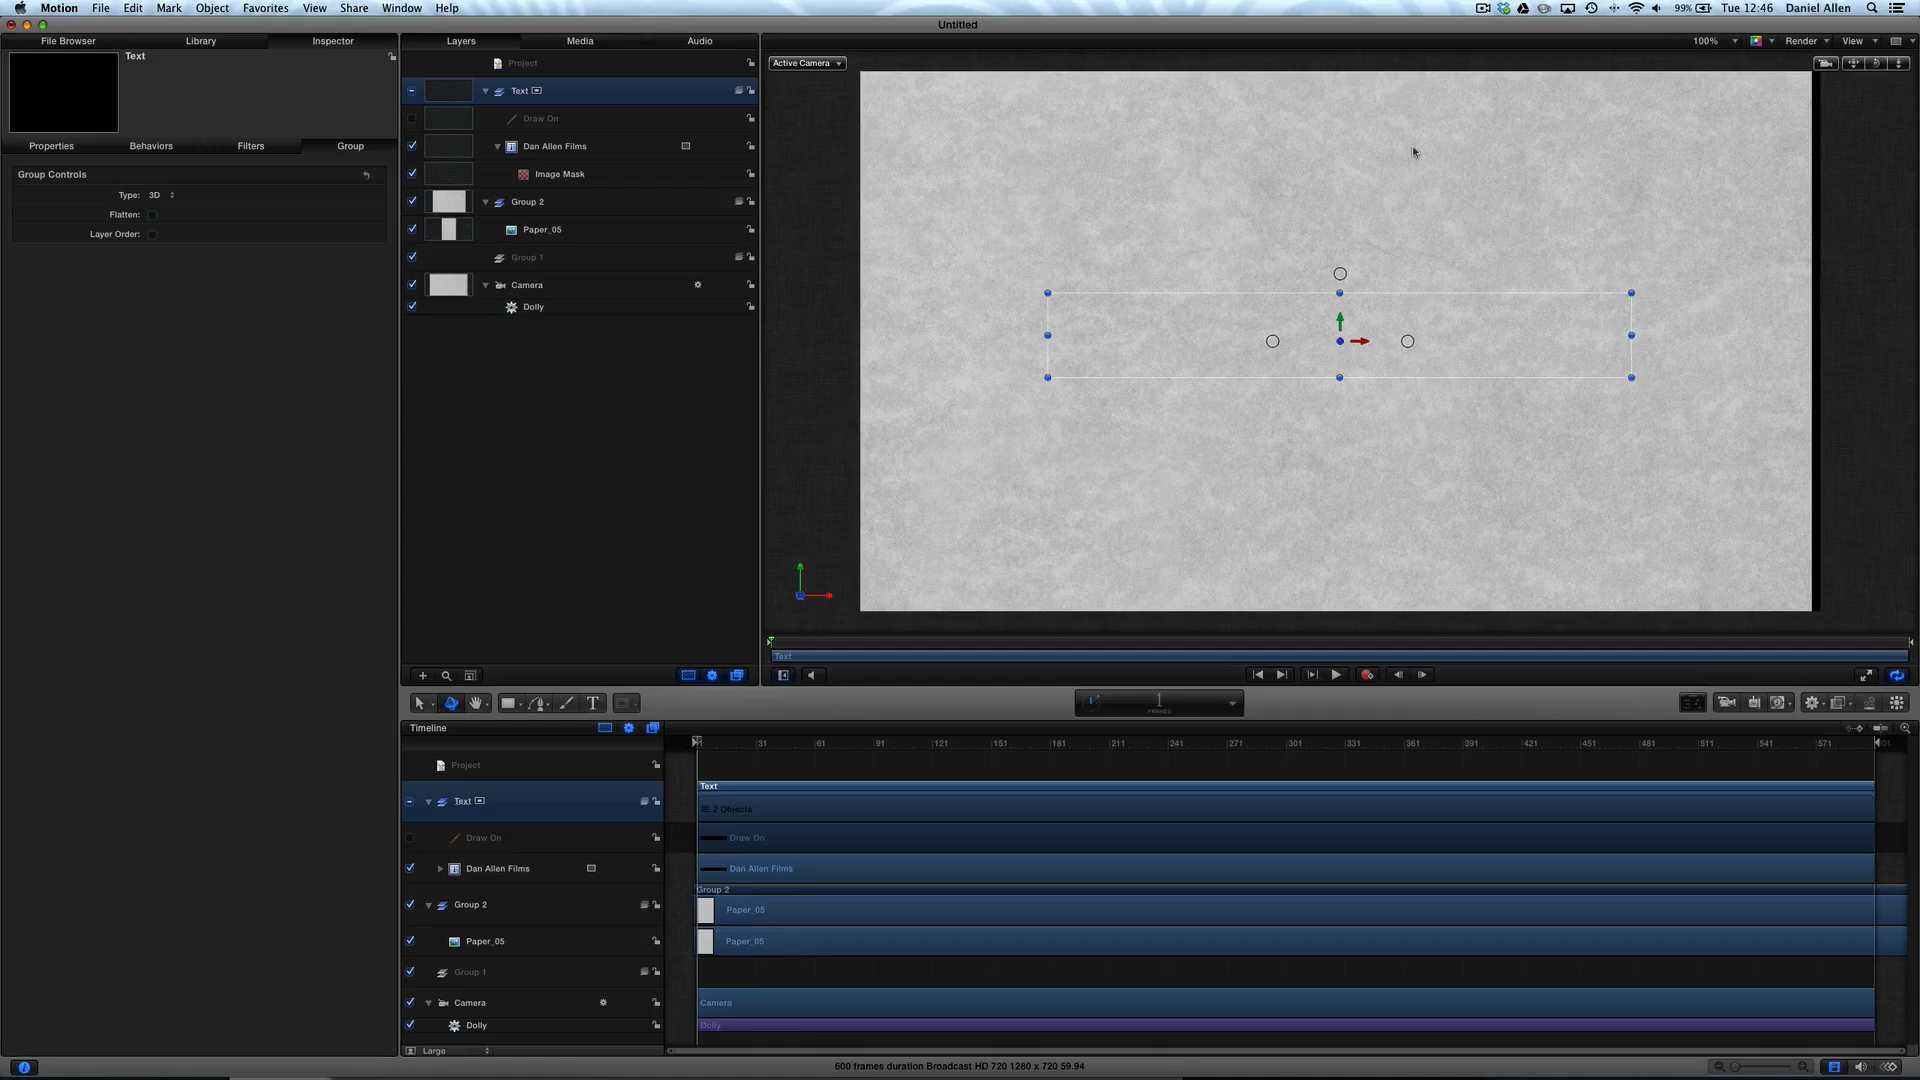 Motion File Edit Mark Object Favorites View Share Window Help
99% Tue 12:46 Daniel Allen
Untitled
File Browser Library Inspector
Text
Properties Behaviors Filters Group
Group Controls
Type: 3D
Flatten:
Layer Order:
Layers Media Audio
Project
Text
Draw On
Dan Allen Films
Image Mask
Group 2
Paper_05
Group 1
Camera
Dolly
100% Render View
Active Camera
Text
1
FRAMES
Timeline
31 61 91 121 151 181 211 241 271 301 331 361 391 421 451 481 511 541 571
Project
Text
Text
2 Objects
Draw On
Draw On
Dan Allen Films
Dan Allen Films
Group 2
Group 2
Paper_05
Paper_05
Paper_05
Group 1
Camera
Camera
Dolly
Dolly
Large
600 frames duration Broadcast HD 720 1280 x 720 59.94